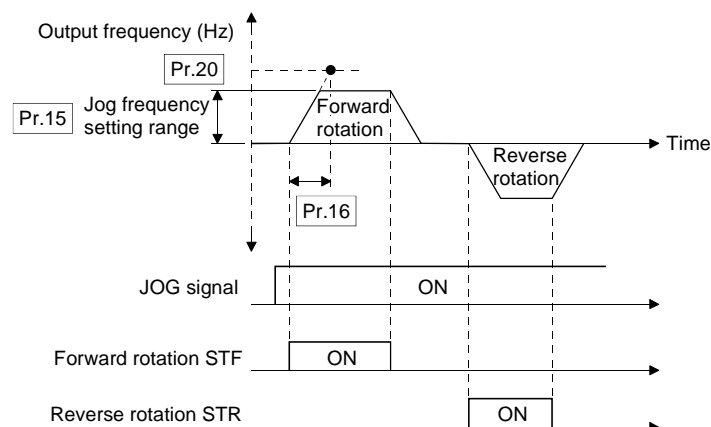 Output frequency (Hz)
Pr.20
Pr.15
Jog frequency
setting range
Forward
rotation
Time
Reverse
rotation
Pr.16
JOG signal
ON
Forward rotation STF
ON
Reverse rotation STR
ON